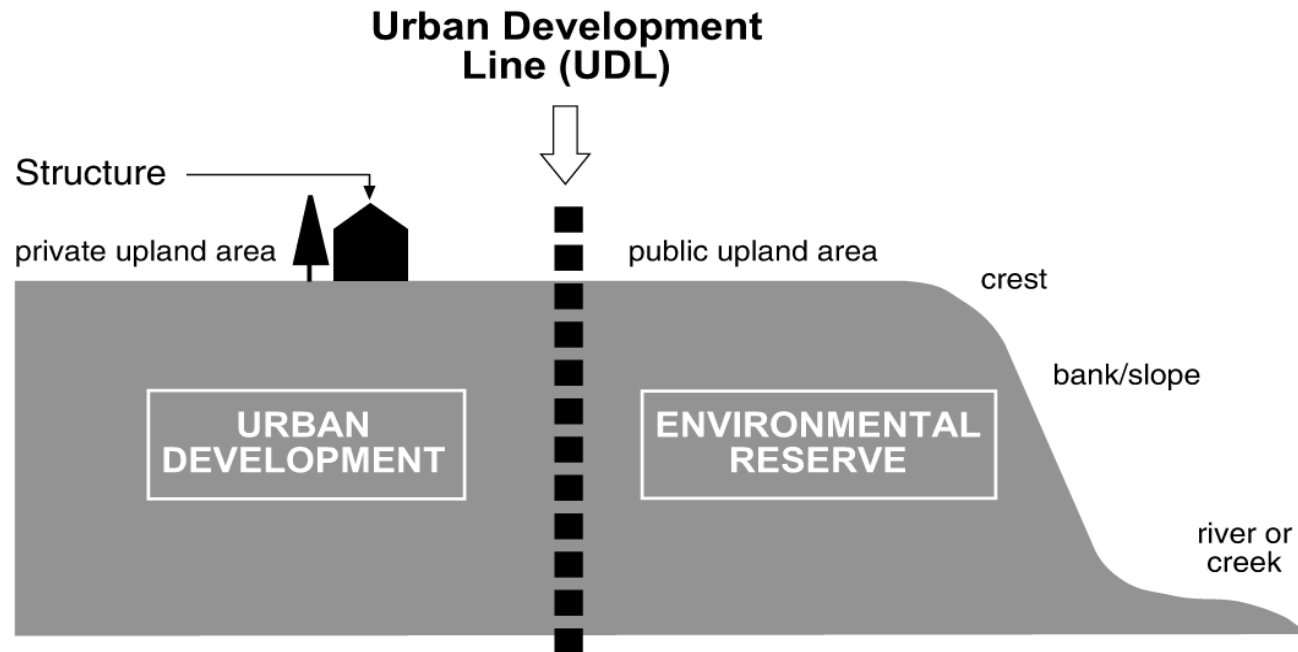 Urban Development
Line (UDL)
Structure
private upland area
public upland area
crest
bank/slope
URBAN
DEVELOPMENT
ENVIRONMENTAL
RESERVE
river or
creek